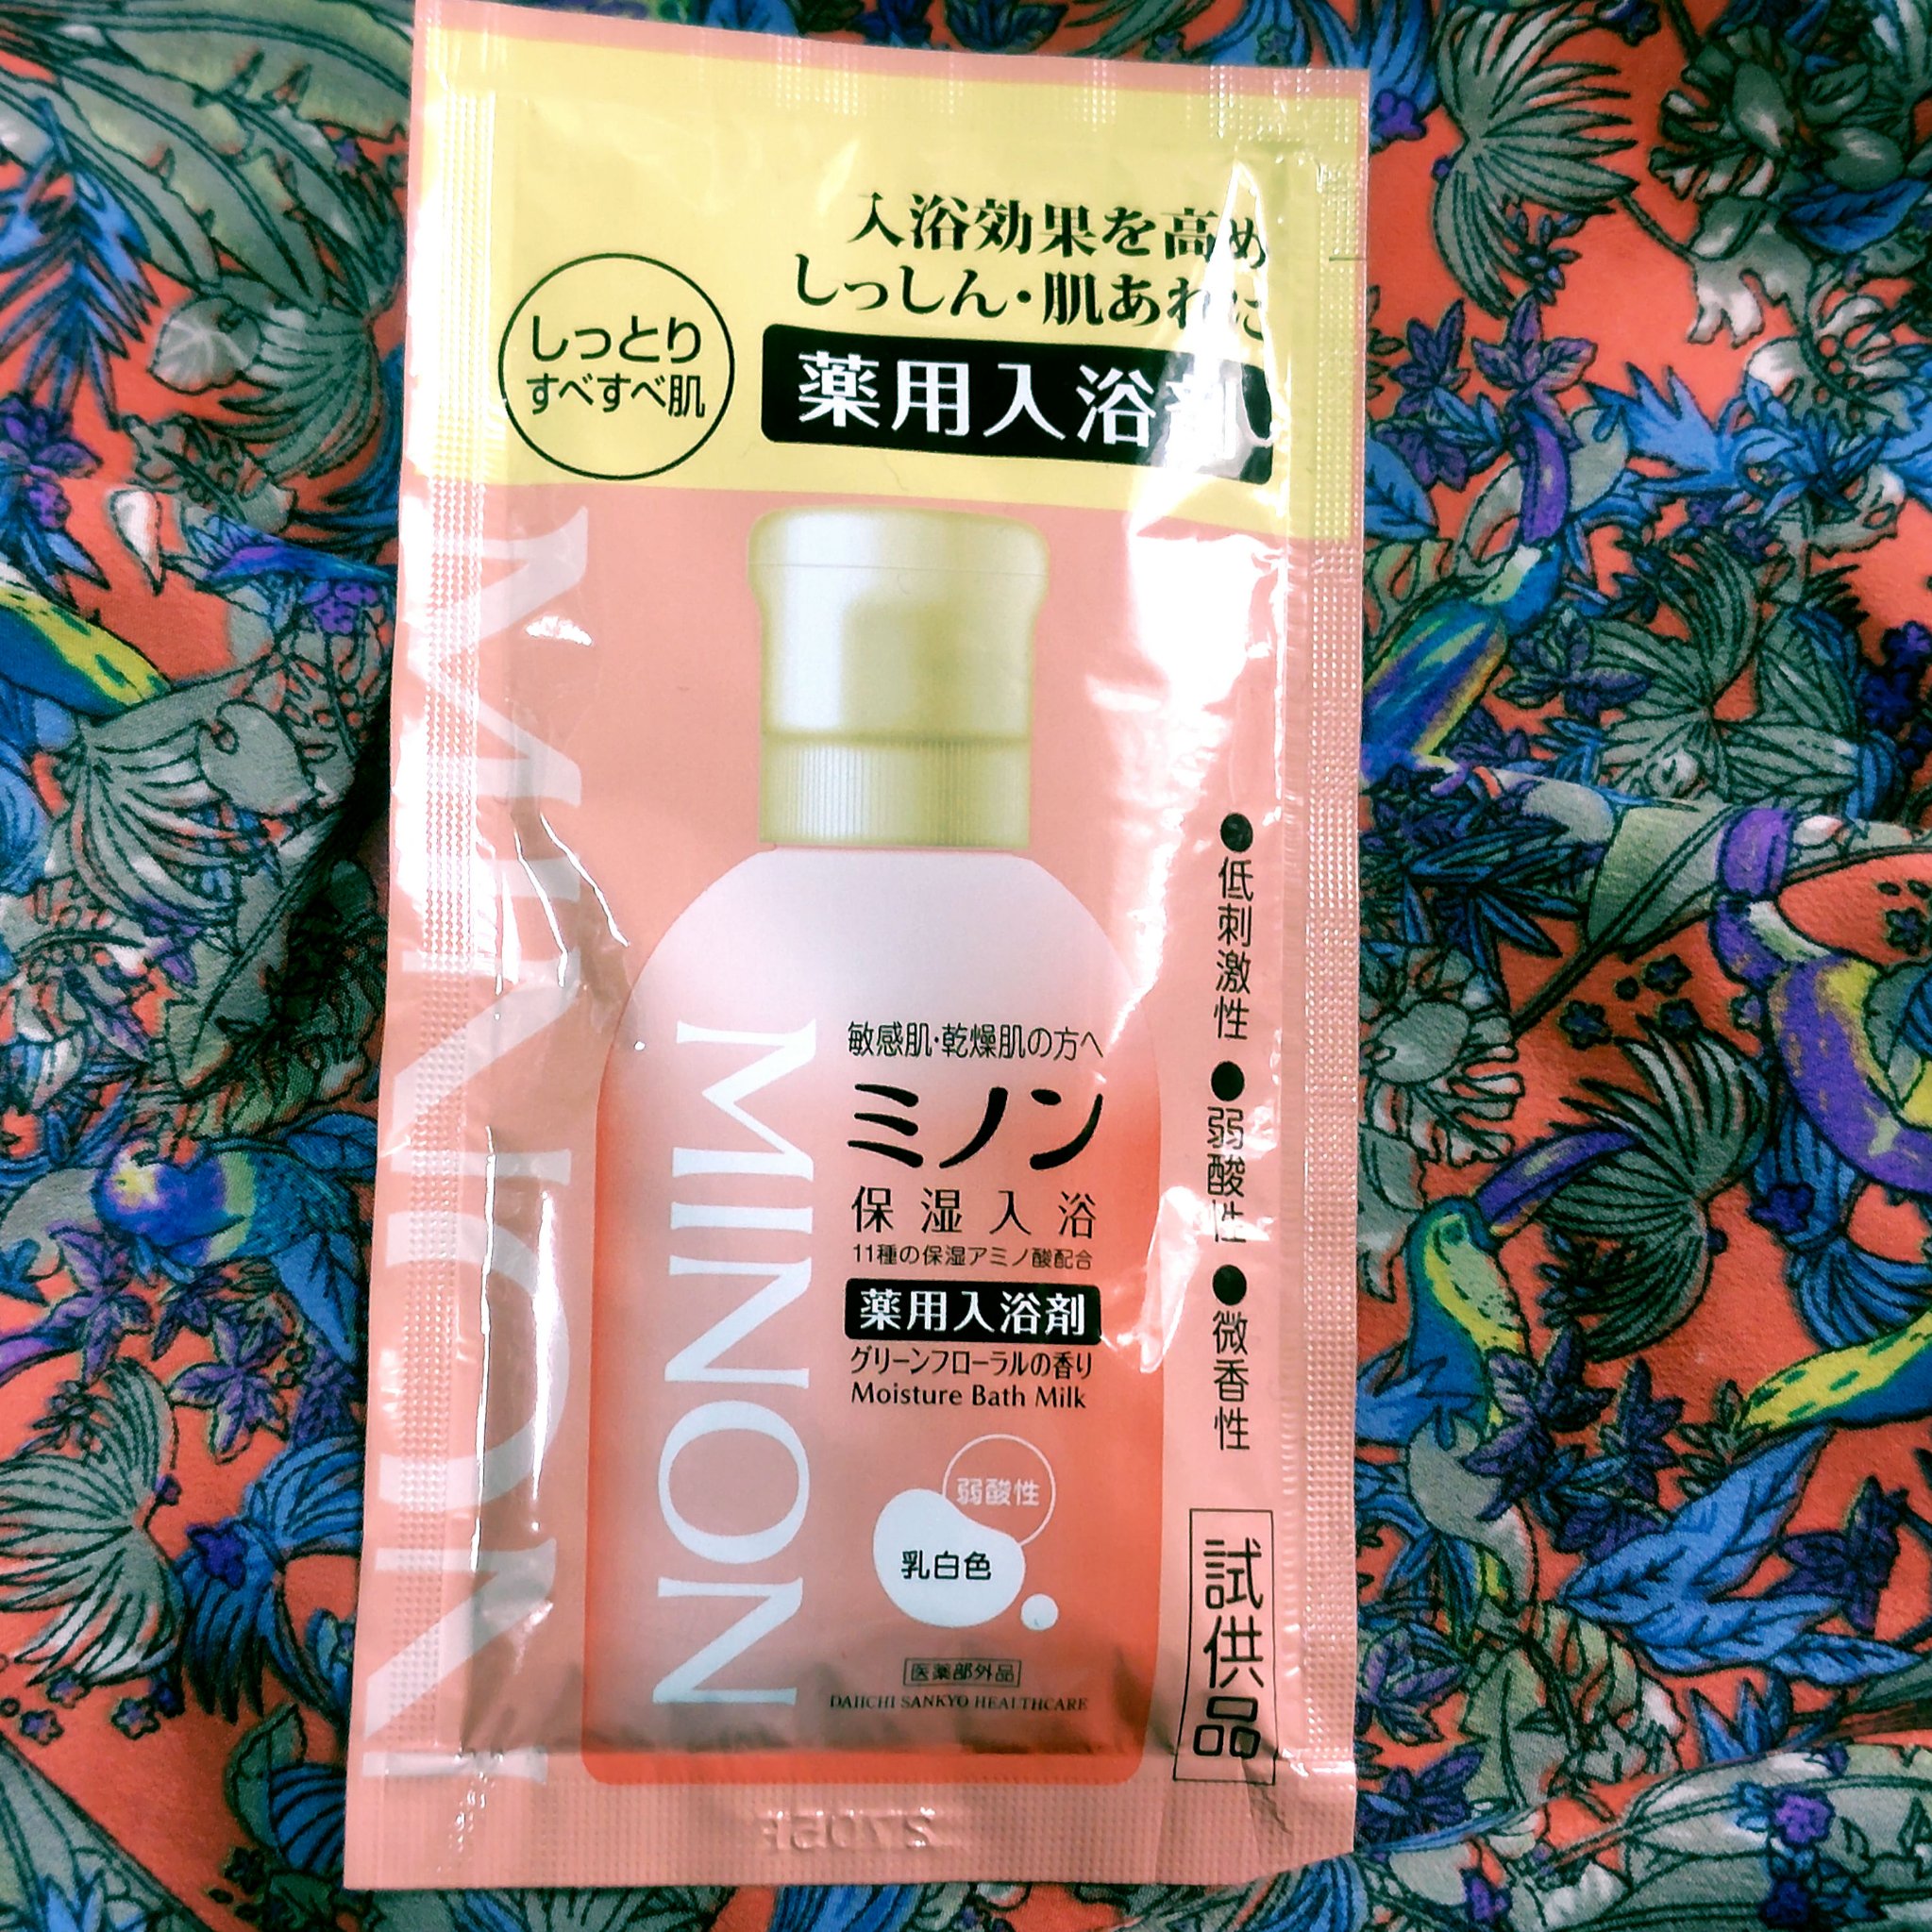 入浴効果を高め
しっしん・肌あれに
薬用入浴剤
しっとり
すべすべ肌
MINON
MINON
敏感肌・乾燥肌の方へ
ミノン
保湿入浴
11種の保湿アミノ酸配合
薬用入浴剤
グリーンフローラルの香り
Moisture Bath Milk
弱酸性
乳白色
医薬部外品
DAIICHI SANKYO HEALTHCARE
●低刺激性 ●弱酸性 ●微香性
試供品